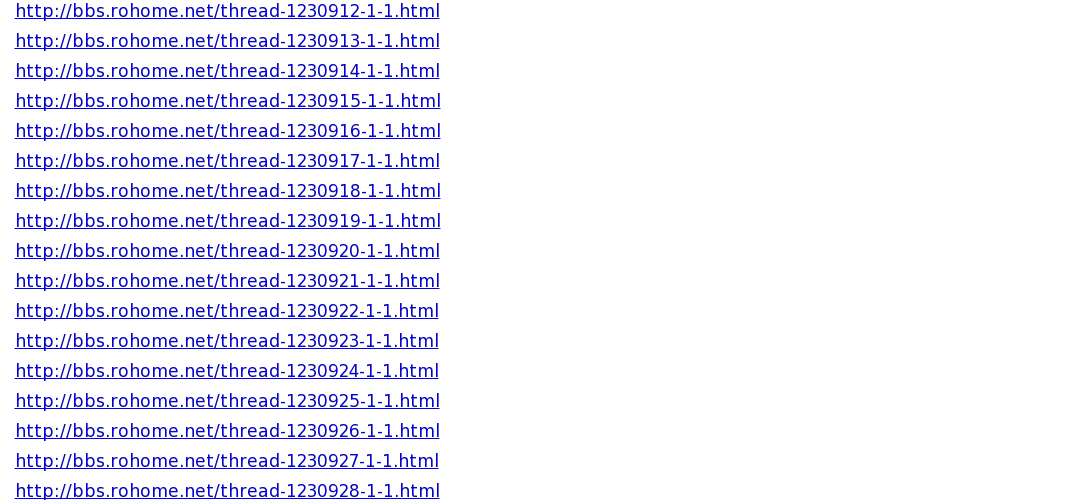 http://bbs.rohome.net/thread-1230912-1-1.html
http://bbs.rohome.net/thread-1230913-1-1.html
http://bbs.rohome.net/thread-1230914-1-1.html
http://bbs.rohome.net/thread-1230915-1-1.html
http://bbs.rohome.net/thread-1230916-1-1.html
http://bbs.rohome.net/thread-1230917-1-1.html
http://bbs.rohome.net/thread-1230918-1-1.html
http://bbs.rohome.net/thread-1230919-1-1.html
http://bbs.rohome.net/thread-1230920-1-1.html
http://bbs.rohome.net/thread-1230921-1-1.html
http://bbs.rohome.net/thread-1230922-1-1.html
http://bbs.rohome.net/thread-1230923-1-1.html
http://bbs.rohome.net/thread-1230924-1-1.html
http://bbs.rohome.net/thread-1230925-1-1.html
http://bbs.rohome.net/thread-1230926-1-1.html
http://bbs.rohome.net/thread-1230927-1-1.html
http://bbs.rohome.net/thread-1230928-1-1.html